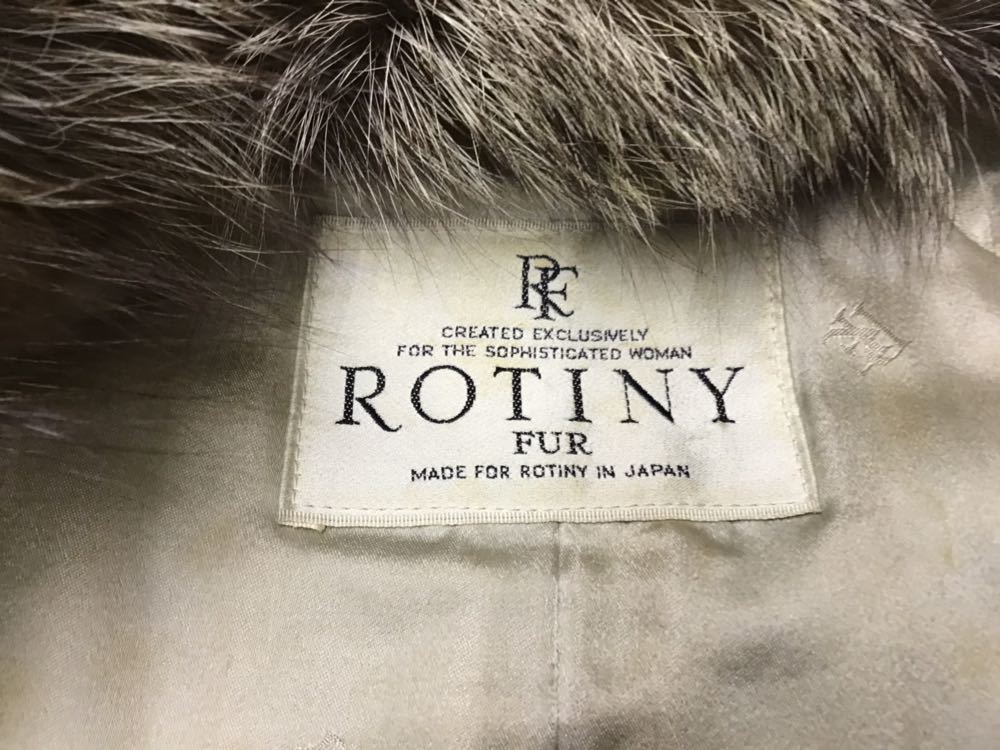 RF
CREATED EXCLUSIVELY
FOR THE SOPHISTICATED WOMAN
ROTINY
FUR
MADE FOR ROTINY IN JAPAN